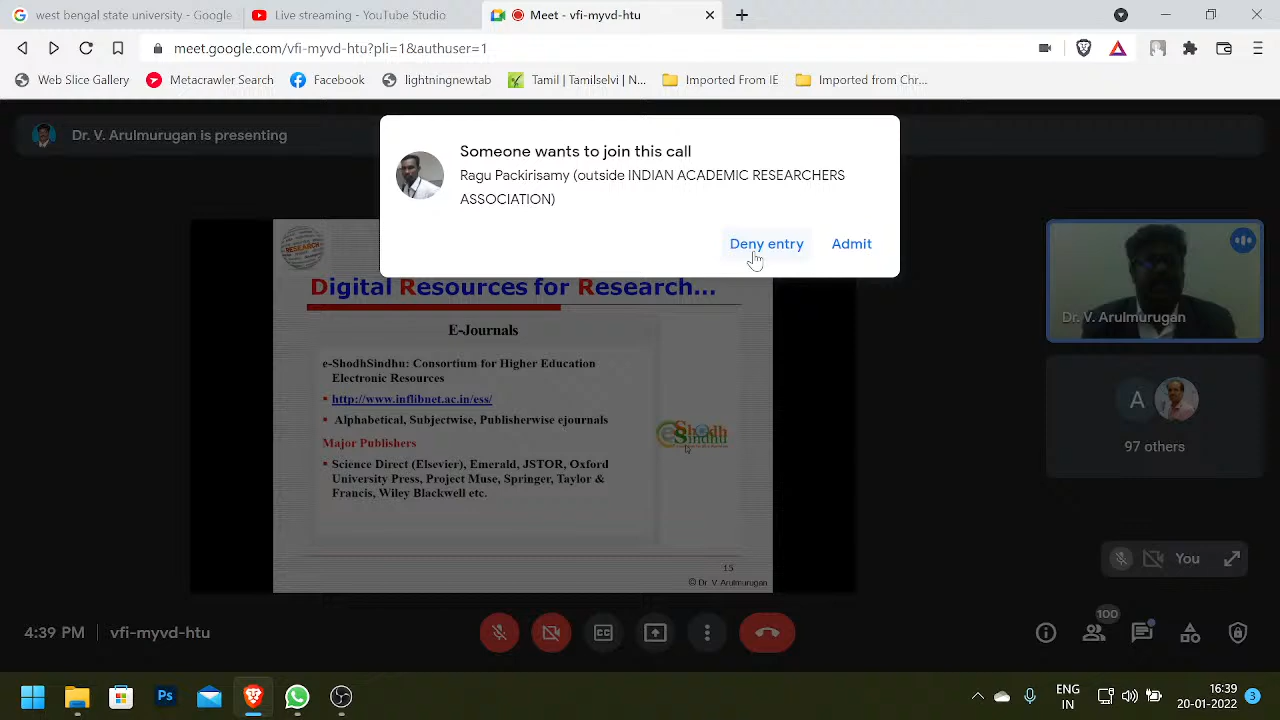 west bengal state university - Google
Live streaming - YouTube Studio
Meet - vfi-myvd-htu
meet.google.com/vfi-myvd-htu?pli=1&authuser=1
Web Slice Gallery
Metacrawler Search
Facebook
lightningnewtab
Tamil | Tamilselvi | N...
Imported From IE
Imported from Chr...
Dr. V. Arulmurugan is presenting
Someone wants to join this call
Ragu Packirisamy (outside INDIAN ACADEMIC RESEARCHERS
ASSOCIATION)
Deny entry
Admit
RESEARCH
Digital Resources for Research...
E-Journals
e-ShodhSindhu: Consortium for Higher Education
Electronic Resources
http://www.inflibnet.ac.in/ess/
Alphabetical, Subjectwise, Publisherwise ejournals
Major Publishers
Science Direct (Elsevier), Emerald, JSTOR, Oxford
University Press, Project Muse, Springer, Taylor &
Francis, Wiley Blackwell etc.
eShodh
Sindhu
15
© Dr. V. Arulmurugan
Dr. V. Arulmurugan
A
97 others
You
4:39 PM | vfi-myvd-htu
CC
100
Ps
ENG
IN
16:39
20-01-2022
3